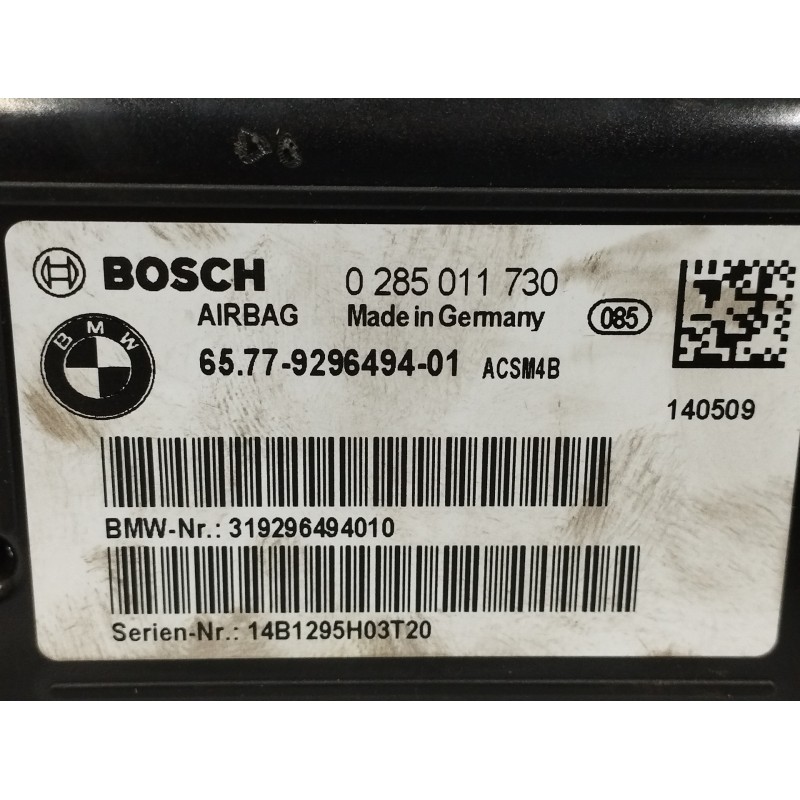 BOSCH 0 285 011 730
AIRBAG Made in Germany 085
BMW 65.77-9296494-01 ACSM4B
140509
BMW-Nr.: 319296494010
Serien-Nr.: 14B1295H03T20